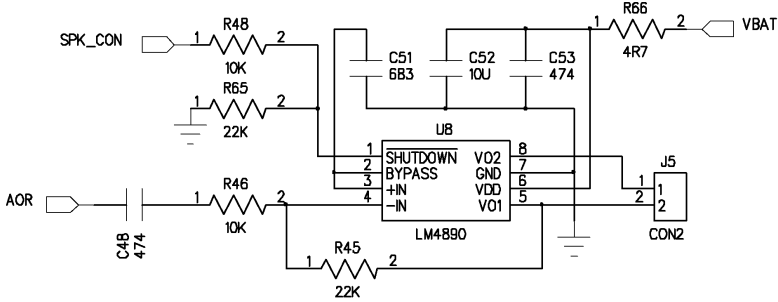 R66
1 2 VBAT
4R7
R48
SPK_CON 1 2
10K
C51 C52 C53
683 10U 474
R65
1 2
22K
U8
1 SHUTDOWN VO2 8
2 BYPASS GND 7
3 +IN VDD 6
4 -IN VO1 5
LM4890
J5
1 1
2 2
CON2
AOR
C48
474
R46
1 2
10K
R45
1 2
22K